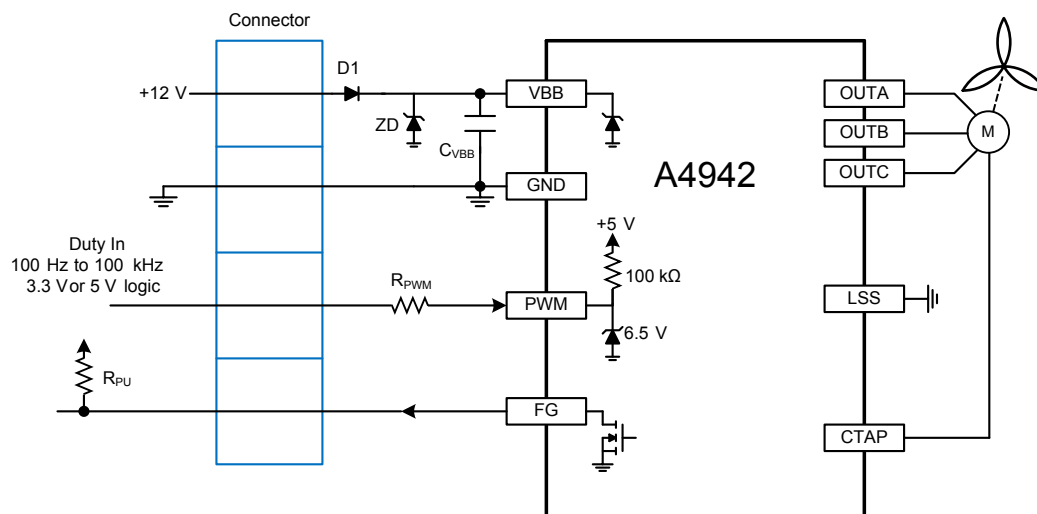 Connector
D1
+12 V
ZD
C_VBB
VBB
GND
A4942
OUTA
OUTB
OUTC
M
+5 V
100 kΩ
Duty In
100 Hz to 100 kHz
3.3 V or 5 V logic
R_PWM
PWM
6.5 V
LSS
R_PU
FG
CTAP